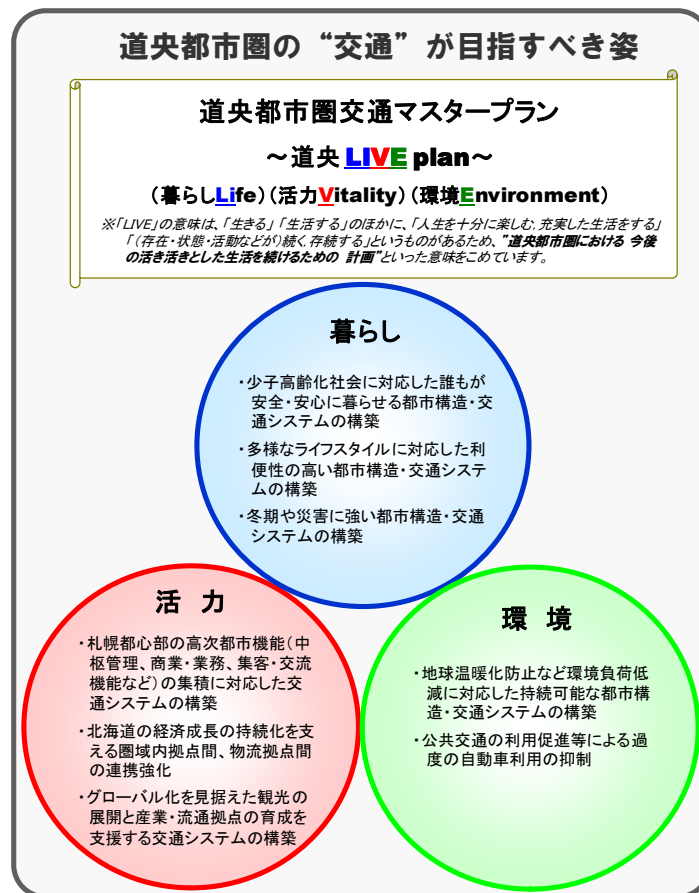 道央都市圏の“交通”が目指すべき姿
道央都市圏交通マスタープラン
～道央LIVE plan～
（暮らしLife）（活力Vitality）（環境Environment）
※「LIVE」の意味は、「生きる」「生活する」のほかに、「人生を十分に楽しむ, 充実した生活をする」
「（存在・状態・活動などが）続く, 存続する」というものがあるため、”道央都市圏における 今後
の活き活きとした生活を続けるための 計画”といった意味をこめています。
暮らし
・少子高齢化社会に対応した誰もが
安全・安心に暮らせる都市構造・交
通システムの構築
・多様なライフスタイルに対応した利
便性の高い都市構造・交通システ
ムの構築
・冬期や災害に強い都市構造・交通
システムの構築
活 力
・札幌都心部の高次都市機能（中
枢管理、商業・業務、集客・交流
機能など）の集積に対応した交
通システムの構築
・北海道の経済成長の持続化を支
える圏域内拠点間、物流拠点間
の連携強化
・グローバル化を見据えた観光の
展開と産業・流通拠点の育成を
支援する交通システムの構築
環 境
・地球温暖化防止など環境負荷低
減に対応した持続可能な都市構
造・交通システムの構築
・公共交通の利用促進等による過
度の自動車利用の抑制